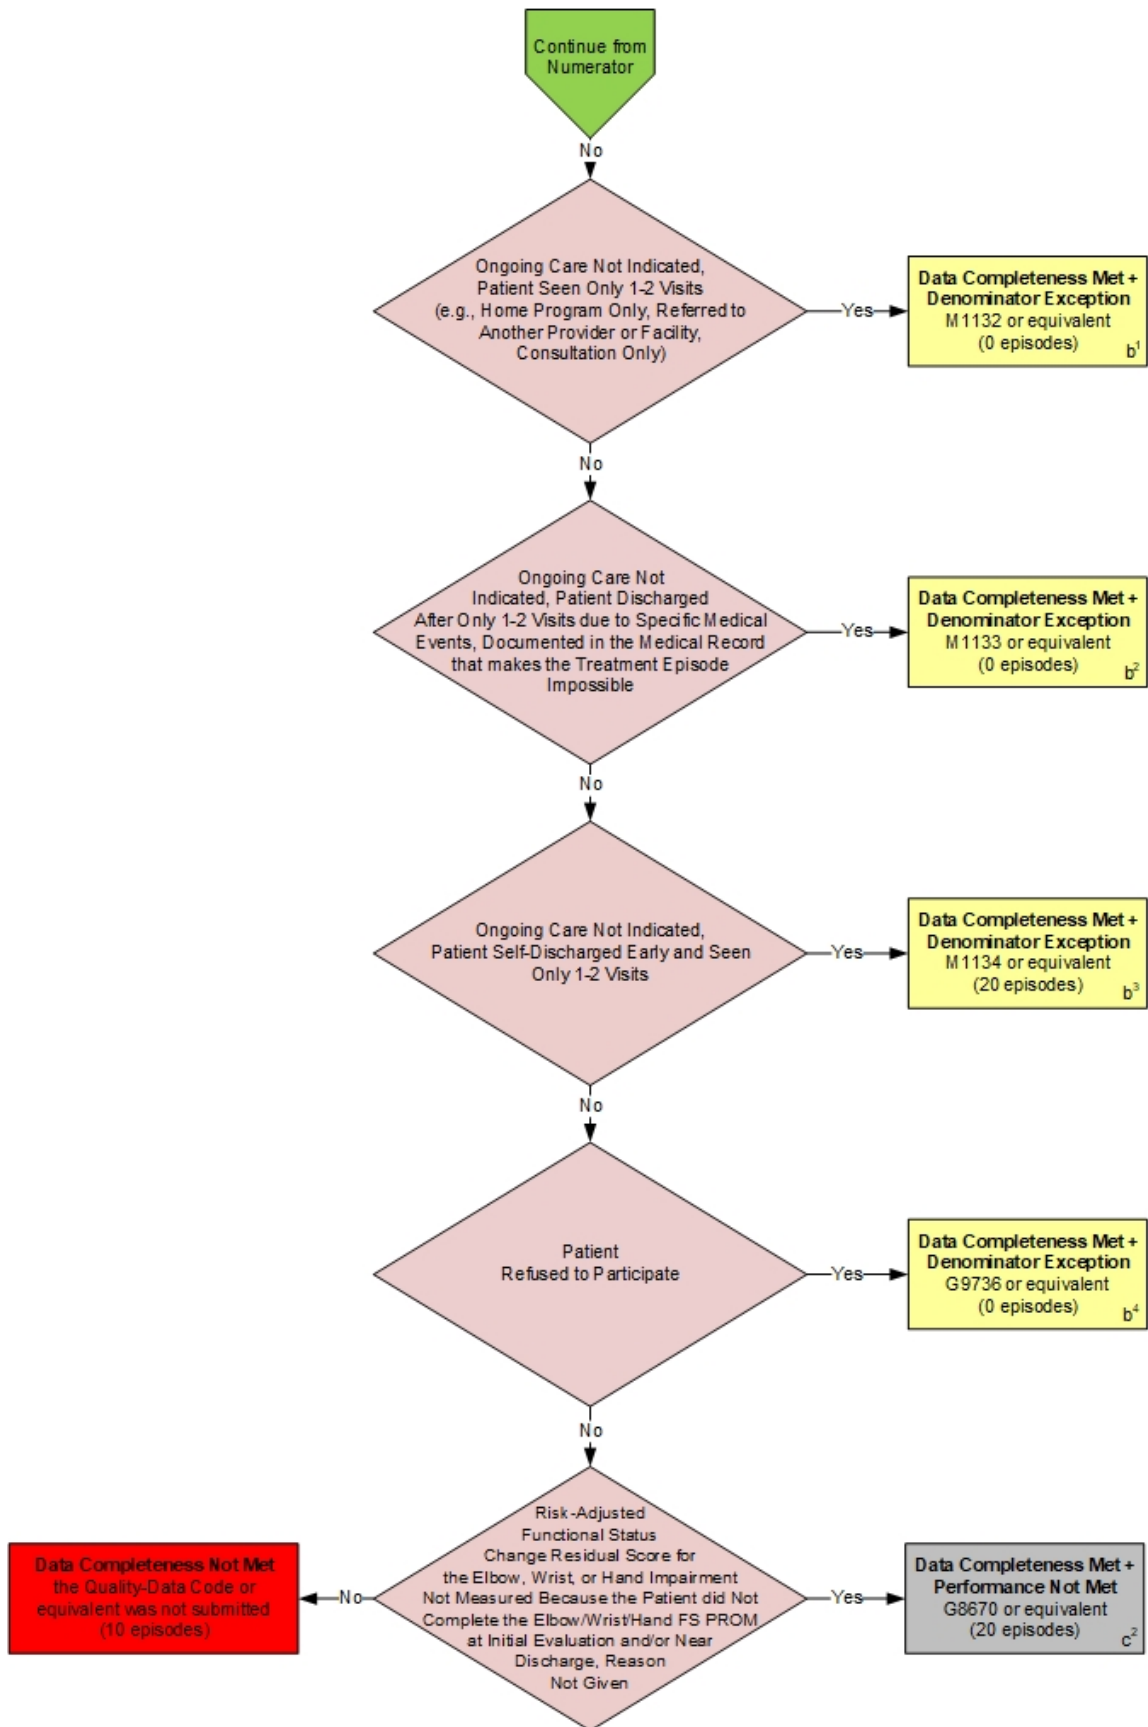 Continue from
Numerator
No
Ongoing Care Not Indicated,
Patient Seen Only 1-2 Visits
(e.g., Home Program Only, Referred to
Another Provider or Facility,
Consultation Only)
Yes
Data Completeness Met +
Denominator Exception
M1132 or equivalent
(0 episodes)
b¹
No
Ongoing Care Not
Indicated, Patient Discharged
After Only 1-2 Visits due to Specific Medical
Events, Documented in the Medical Record
that makes the Treatment Episode
Impossible
Yes
Data Completeness Met +
Denominator Exception
M1133 or equivalent
(0 episodes)
b²
No
Ongoing Care Not Indicated,
Patient Self-Discharged Early and Seen
Only 1-2 Visits
Yes
Data Completeness Met +
Denominator Exception
M1134 or equivalent
(20 episodes)
b³
No
Patient
Refused to Participate
Yes
Data Completeness Met +
Denominator Exception
G9736 or equivalent
(0 episodes)
b⁴
No
Risk-Adjusted
Functional Status
Change Residual Score for
the Elbow, Wrist, or Hand Impairment
Not Measured Because the Patient did Not
Complete the Elbow/Wrist/Hand FS PROM
at Initial Evaluation and/or Near
Discharge, Reason
Not Given
No
Data Completeness Not Met
the Quality-Data Code or
equivalent was not submitted
(10 episodes)
Yes
Data Completeness Met +
Performance Not Met
G8670 or equivalent
(20 episodes)
c²